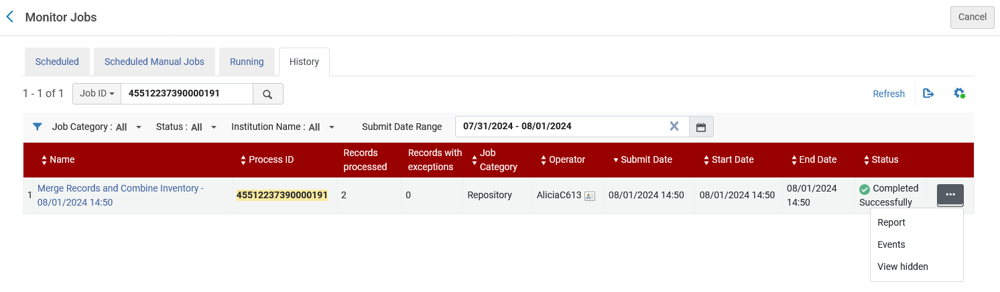 Monitor Jobs
Cancel
Scheduled
Scheduled Manual Jobs
Running
History
1 - 1 of 1
Job ID
45512237390000191
Refresh
Job Category : All
Status : All
Institution Name : All
Submit Date Range
07/31/2024 - 08/01/2024
Name
Process ID
Records
processed
Records with
exceptions
Job
Category
Operator
Submit Date
Start Date
End Date
Status
1
Merge Records and Combine Inventory -
08/01/2024 14:50
45512237390000191
2
0
Repository
AliciaC613
08/01/2024 14:50
08/01/2024 14:50
08/01/2024
14:50
Completed
Successfully
Report
Events
View hidden